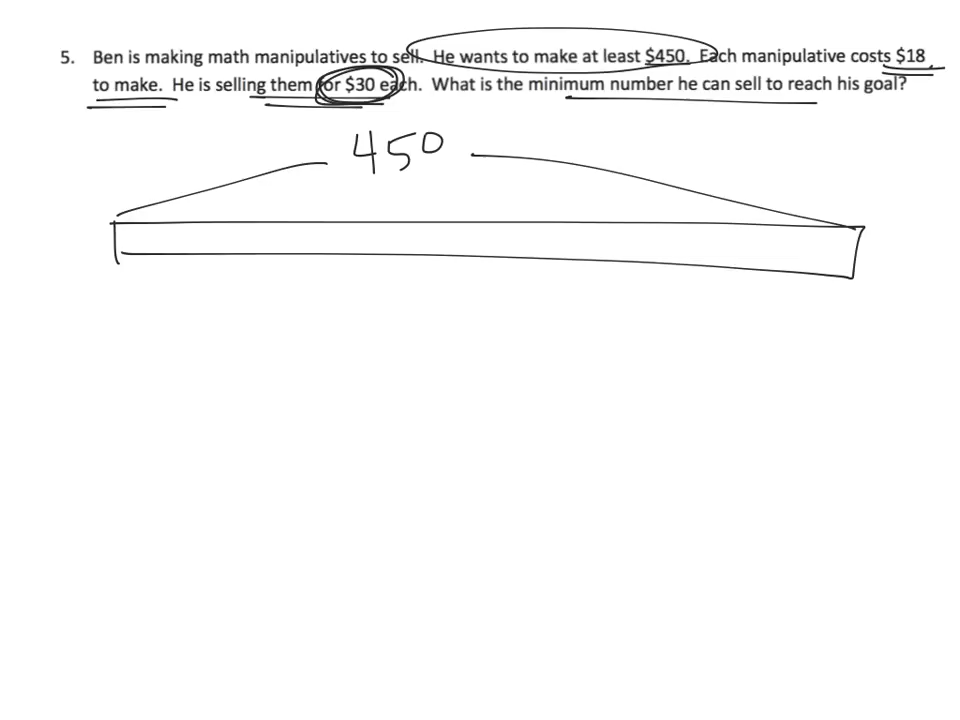 5. Ben is making math manipulatives to sell. He wants to make at least $450. Each manipulative costs $18
to make. He is selling them for $30 each. What is the minimum number he can sell to reach his goal?
450